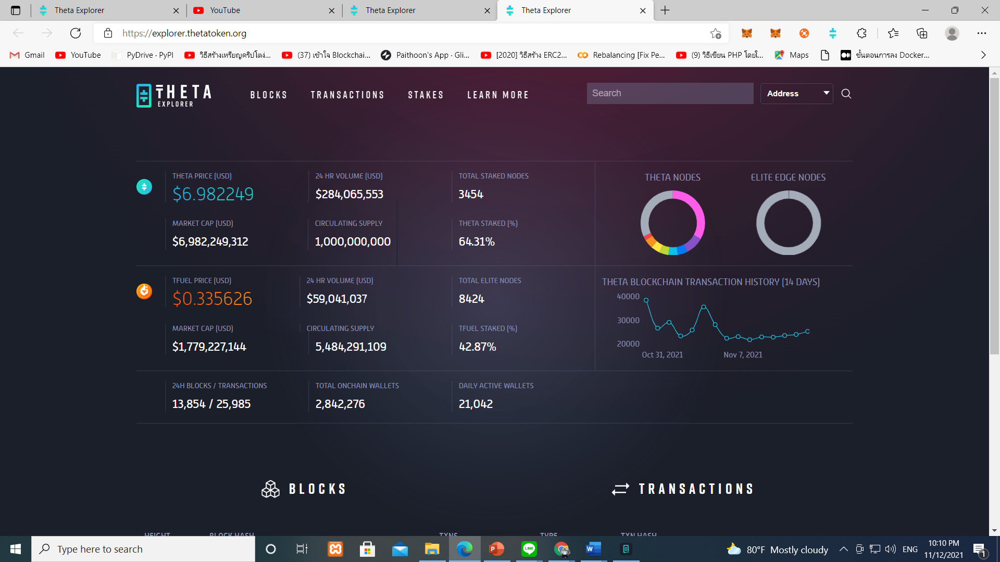 Theta Explorer
YouTube
Theta Explorer
Theta Explorer
https://explorer.thetatoken.org
Gmail
YouTube
PyDrive · PyPI
วิธีสร้างเหรียญคริปโตง่...
(37) เข้าใจ Blockchai...
Paithoon's App · Gli...
[2020] วิธีสร้าง ERC2...
Rebalancing [Fix Pe...
(9) วิธีเขียน PHP โดยใ...
Maps
ขั้นตอนการลง Docker...
THETA
EXPLORER
BLOCKS
TRANSACTIONS
STAKES
LEARN MORE
Search
Address
THETA PRICE (USD)
$6.982249
24 HR VOLUME (USD)
$284,065,553
TOTAL STAKED NODES
3454
MARKET CAP (USD)
$6,982,249,312
CIRCULATING SUPPLY
1,000,000,000
THETA STAKED (%)
64.31%
THETA NODES
ELITE EDGE NODES
TFUEL PRICE (USD)
$0.335626
24 HR VOLUME (USD)
$59,041,037
TOTAL ELITE NODES
8424
MARKET CAP (USD)
$1,779,227,144
CIRCULATING SUPPLY
5,484,291,109
TFUEL STAKED (%)
42.87%
THETA BLOCKCHAIN TRANSACTION HISTORY (14 DAYS)
40000
30000
20000
Oct 31, 2021
Nov 7, 2021
24H BLOCKS / TRANSACTIONS
13,854 / 25,985
TOTAL ONCHAIN WALLETS
2,842,276
DAILY ACTIVE WALLETS
21,042
BLOCKS
TRANSACTIONS
HEIGHT
BLOCK HASH
TXNS
TYPE
TXN HASH
Type here to search
LINE
80°F Mostly cloudy
ENG
10:10 PM
11/12/2021
1